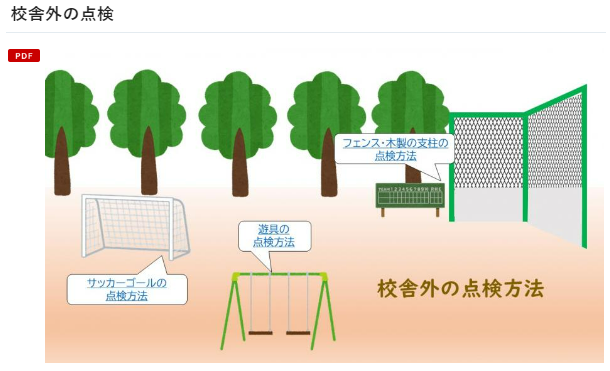 校舎外の点検
PDF
フェンス・木製の支柱の
点検方法
遊具の
点検方法
サッカーゴールの
点検方法
校舎外の点検方法